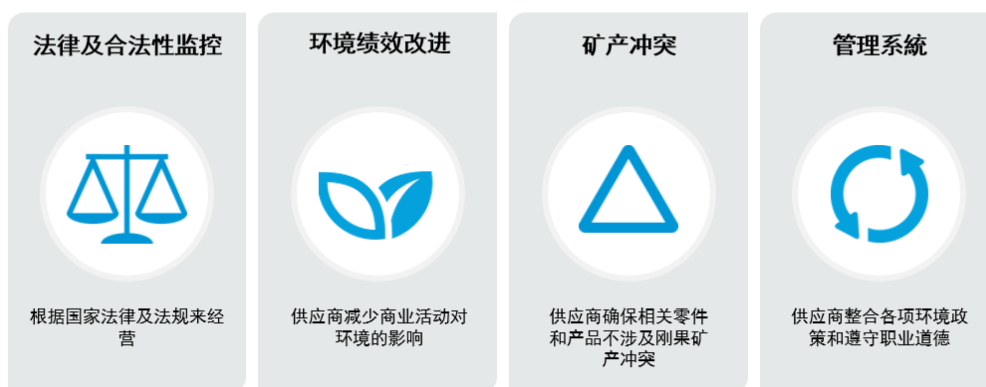 法律及合法性监控
根据国家法律及法规来经
营
环境绩效改进
供应商减少商业活动对
环境的影响
矿产冲突
供应商确保相关零件
和产品不涉及刚果矿
产冲突
管理系統
供应商整合各项环境政
策和遵守职业道德